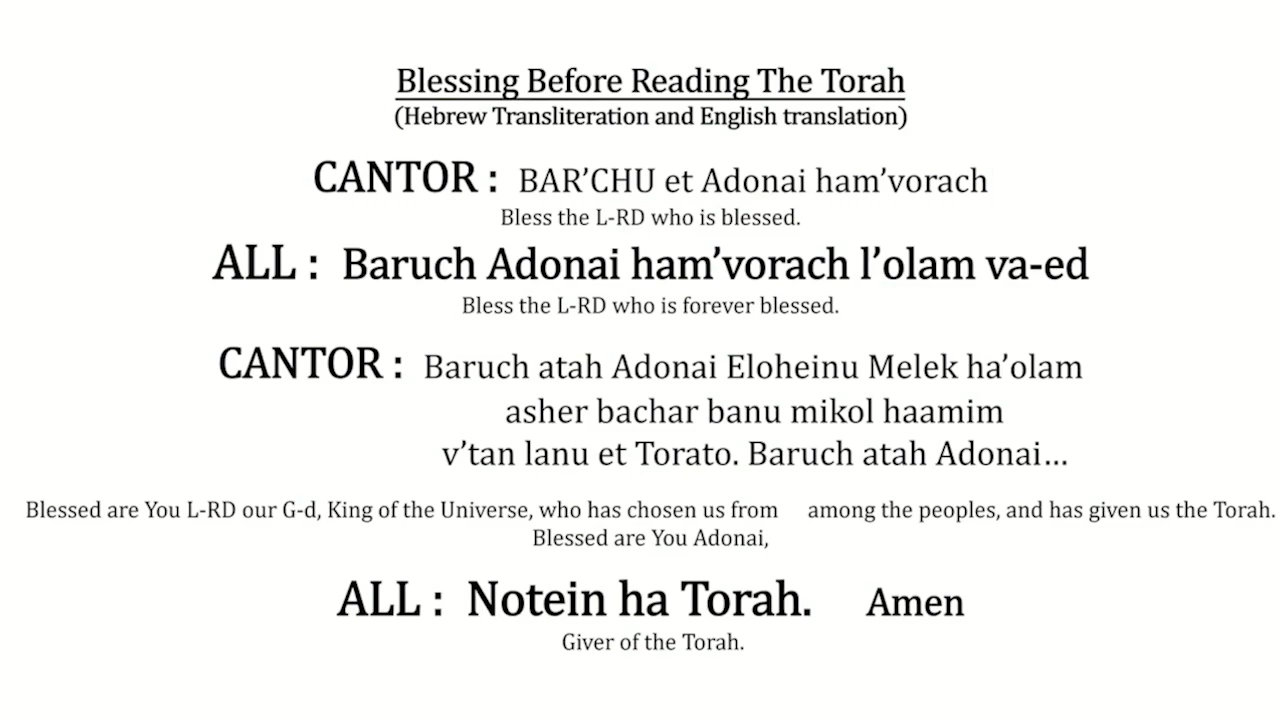 Blessing Before Reading The Torah
(Hebrew Transliteration and English translation)
CANTOR : BAR’CHU et Adonai ham’vorach
Bless the L-RD who is blessed.
ALL : Baruch Adonai ham’vorach l’olam va-ed
Bless the L-RD who is forever blessed.
CANTOR : Baruch atah Adonai Eloheinu Melek ha’olam
asher bachar banu mikol haamim
v’tan lanu et Torato. Baruch atah Adonai…
Blessed are You L-RD our G-d, King of the Universe, who has chosen us from among the peoples, and has given us the Torah.
Blessed are You Adonai,
ALL : Notein ha Torah. Amen
Giver of the Torah.